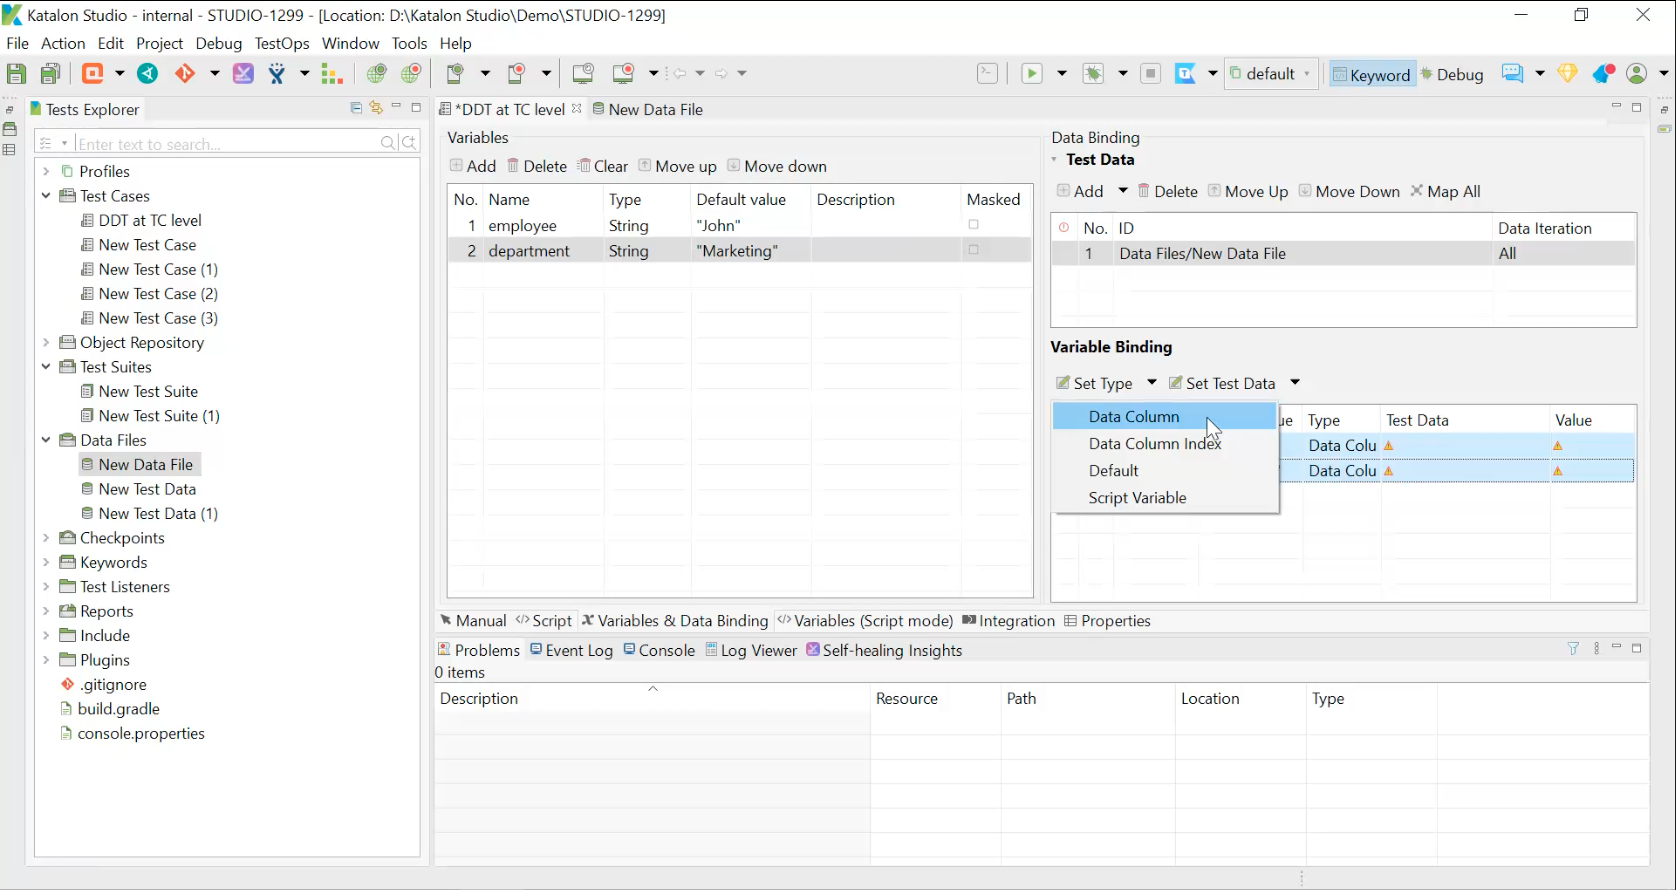 Katalon Studio - internal - STUDIO-1299 - [Location: D:\Katalon Studio\Demo\STUDIO-1299]
File Action Edit Project Debug TestOps Window Tools Help
default Keyword Debug
Tests Explorer
Enter text to search...
Profiles
Test Cases
DDT at TC level
New Test Case
New Test Case (1)
New Test Case (2)
New Test Case (3)
Object Repository
Test Suites
New Test Suite
New Test Suite (1)
Data Files
New Data File
New Test Data
New Test Data (1)
Checkpoints
Keywords
Test Listeners
Reports
Include
Plugins
.gitignore
build.gradle
console.properties
*DDT at TC level New Data File
Variables
Add Delete Clear Move up Move down
No. Name Type Default value Description Masked
1 employee String "John"
2 department String "Marketing"
Data Binding
Test Data
Add Delete Move Up Move Down Map All
No. ID Data Iteration
1 Data Files/New Data File All
Variable Binding
Set Type Set Test Data
Data Column
Data Column Index
Default
Script Variable
ue Type Test Data Value
Data Colu
Data Colu
Manual Script Variables & Data Binding Variables (Script mode) Integration Properties
Problems Event Log Console Log Viewer Self-healing Insights
0 items
Description Resource Path Location Type